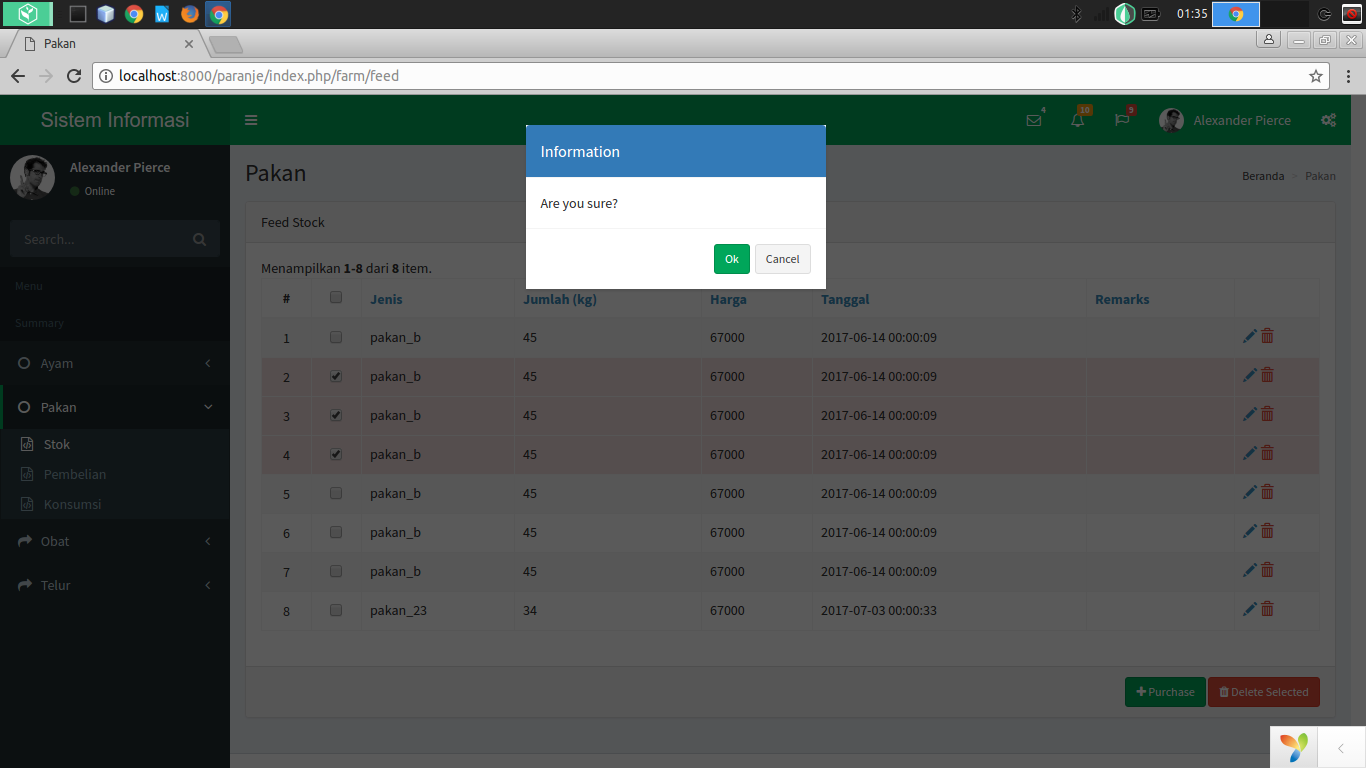 01:35
Pakan
localhost:8000/paranje/index.php/farm/feed
Sistem Informasi
4
10
9
Alexander Pierce
Alexander Pierce
Online
Search...
Menu
Summary
Ayam
Pakan
Stok
Pembelian
Konsumsi
Obat
Telur
Pakan
Beranda > Pakan
Feed Stock
Information
Are you sure?
Ok Cancel
Menampilkan 1-8 dari 8 item.
# Jenis Jumlah (kg) Harga Tanggal Remarks
1 pakan_b 45 67000 2017-06-14 00:00:09
2 pakan_b 45 67000 2017-06-14 00:00:09
3 pakan_b 45 67000 2017-06-14 00:00:09
4 pakan_b 45 67000 2017-06-14 00:00:09
5 pakan_b 45 67000 2017-06-14 00:00:09
6 pakan_b 45 67000 2017-06-14 00:00:09
7 pakan_b 45 67000 2017-06-14 00:00:09
8 pakan_23 34 67000 2017-07-03 00:00:33
Purchase Delete Selected